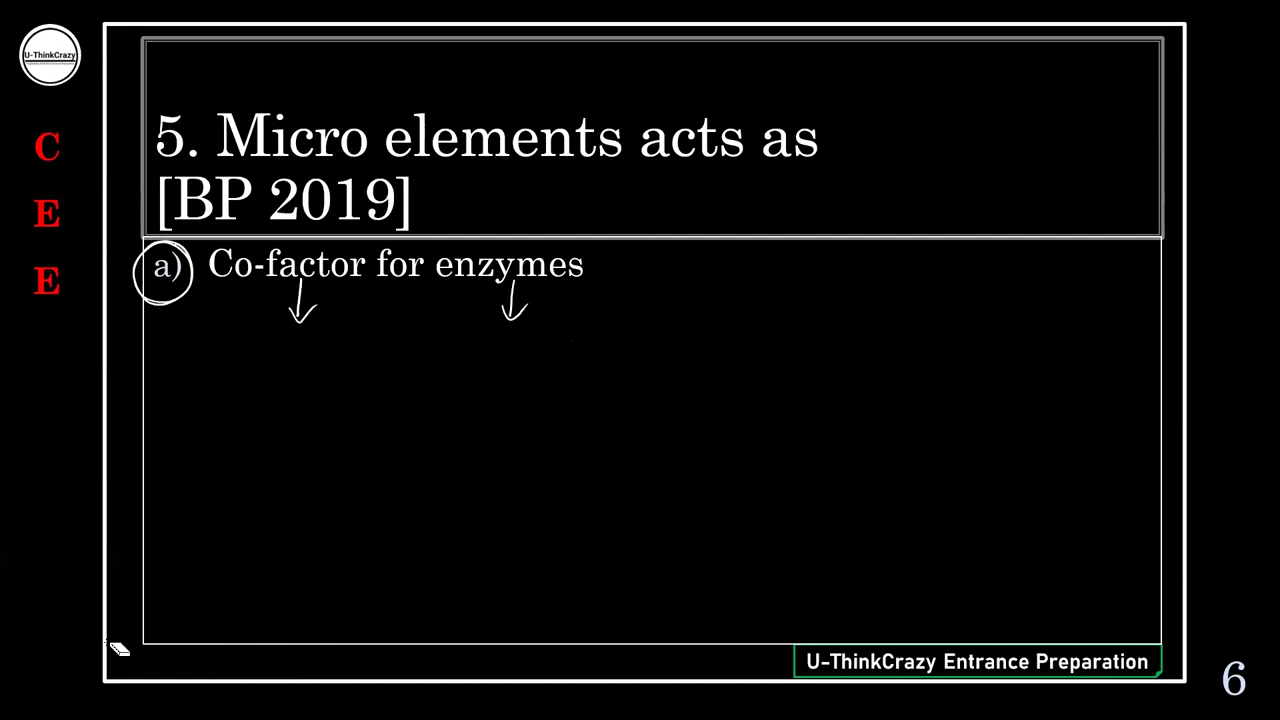 U-ThinkCrazy
C
E
E
5. Micro elements acts as
[BP 2019]
a) Co-factor for enzymes
U-ThinkCrazy Entrance Preparation
6